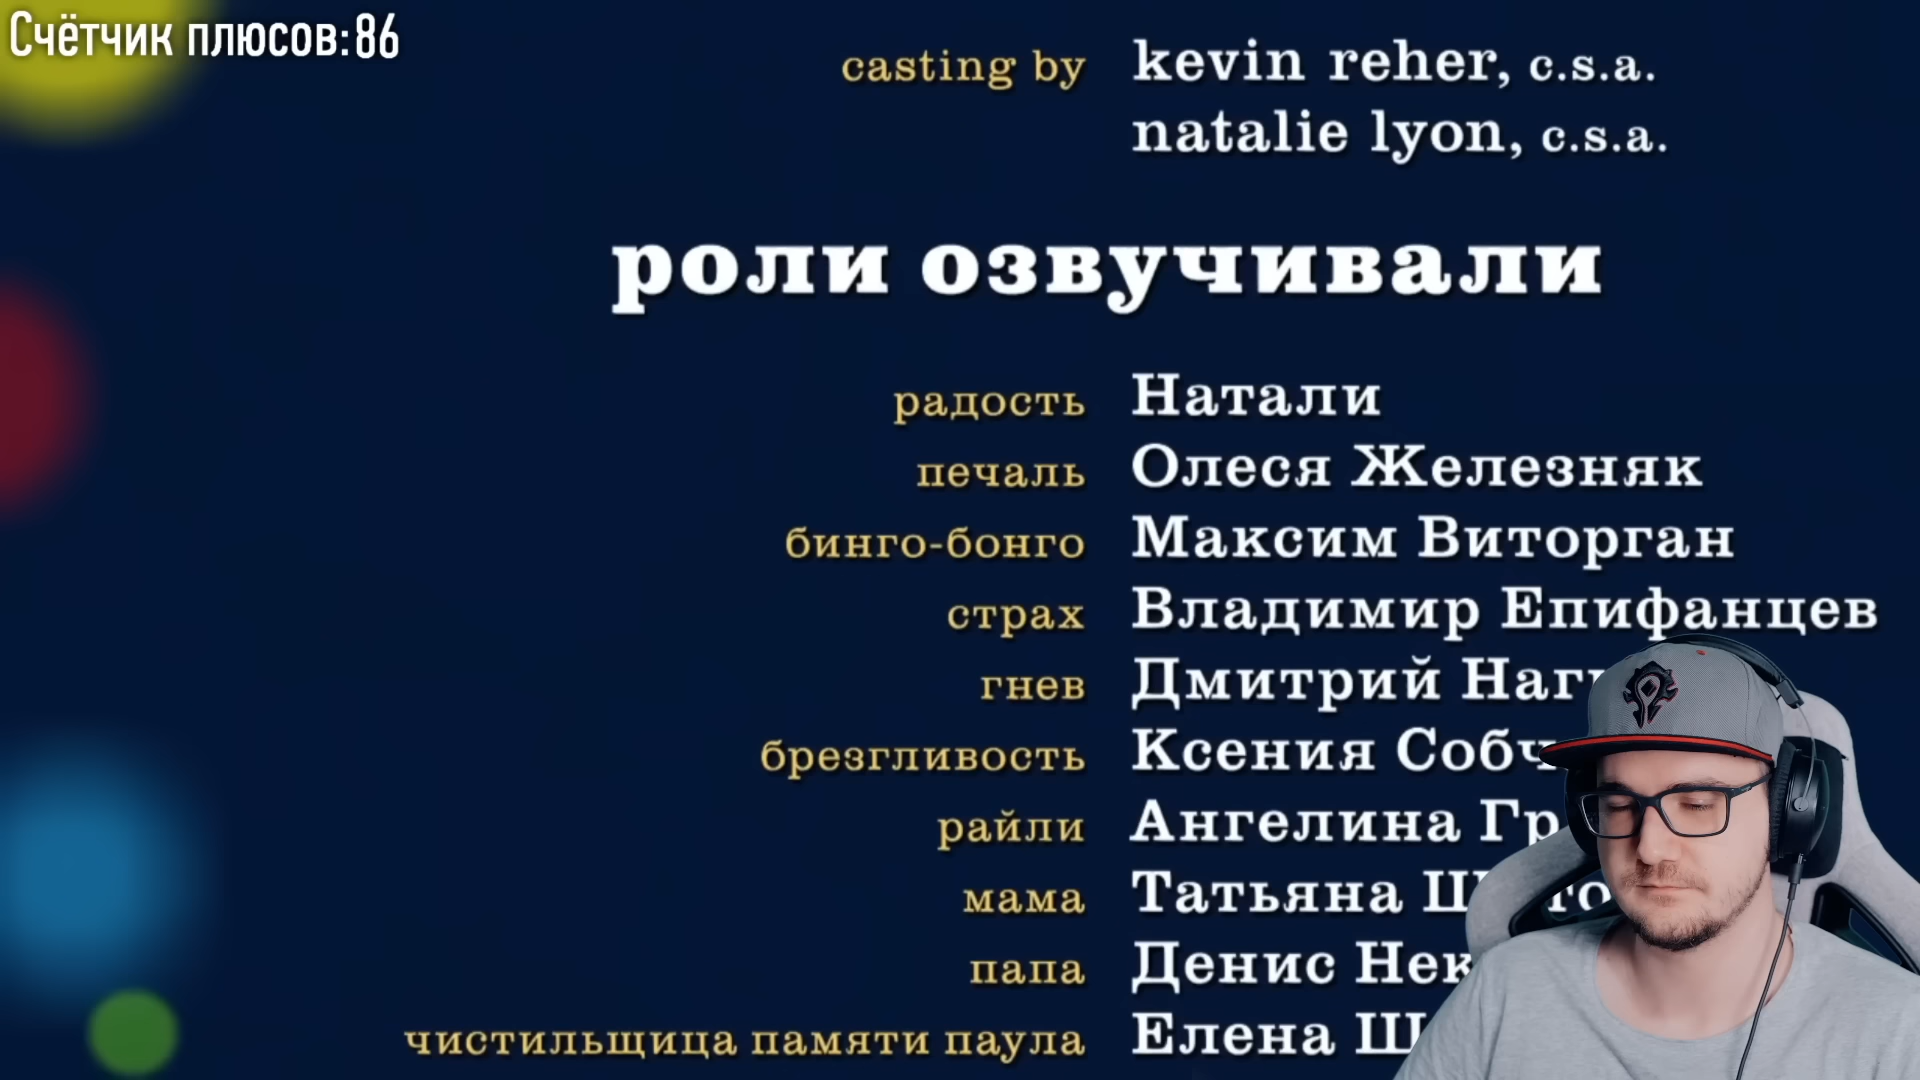 Счётчик плюсов:86
casting by kevin reher, c.s.a.
natalie lyon, c.s.a.
роли озвучивали
радость Натали
печаль Олеся Железняк
бинго-бонго Максим Виторган
страх Владимир Епифанцев
гнев Дмитрий
брезгливость Ксения
райли Ангелина
мама Татьяна
папа Денис
чистильщица памяти паула Елена